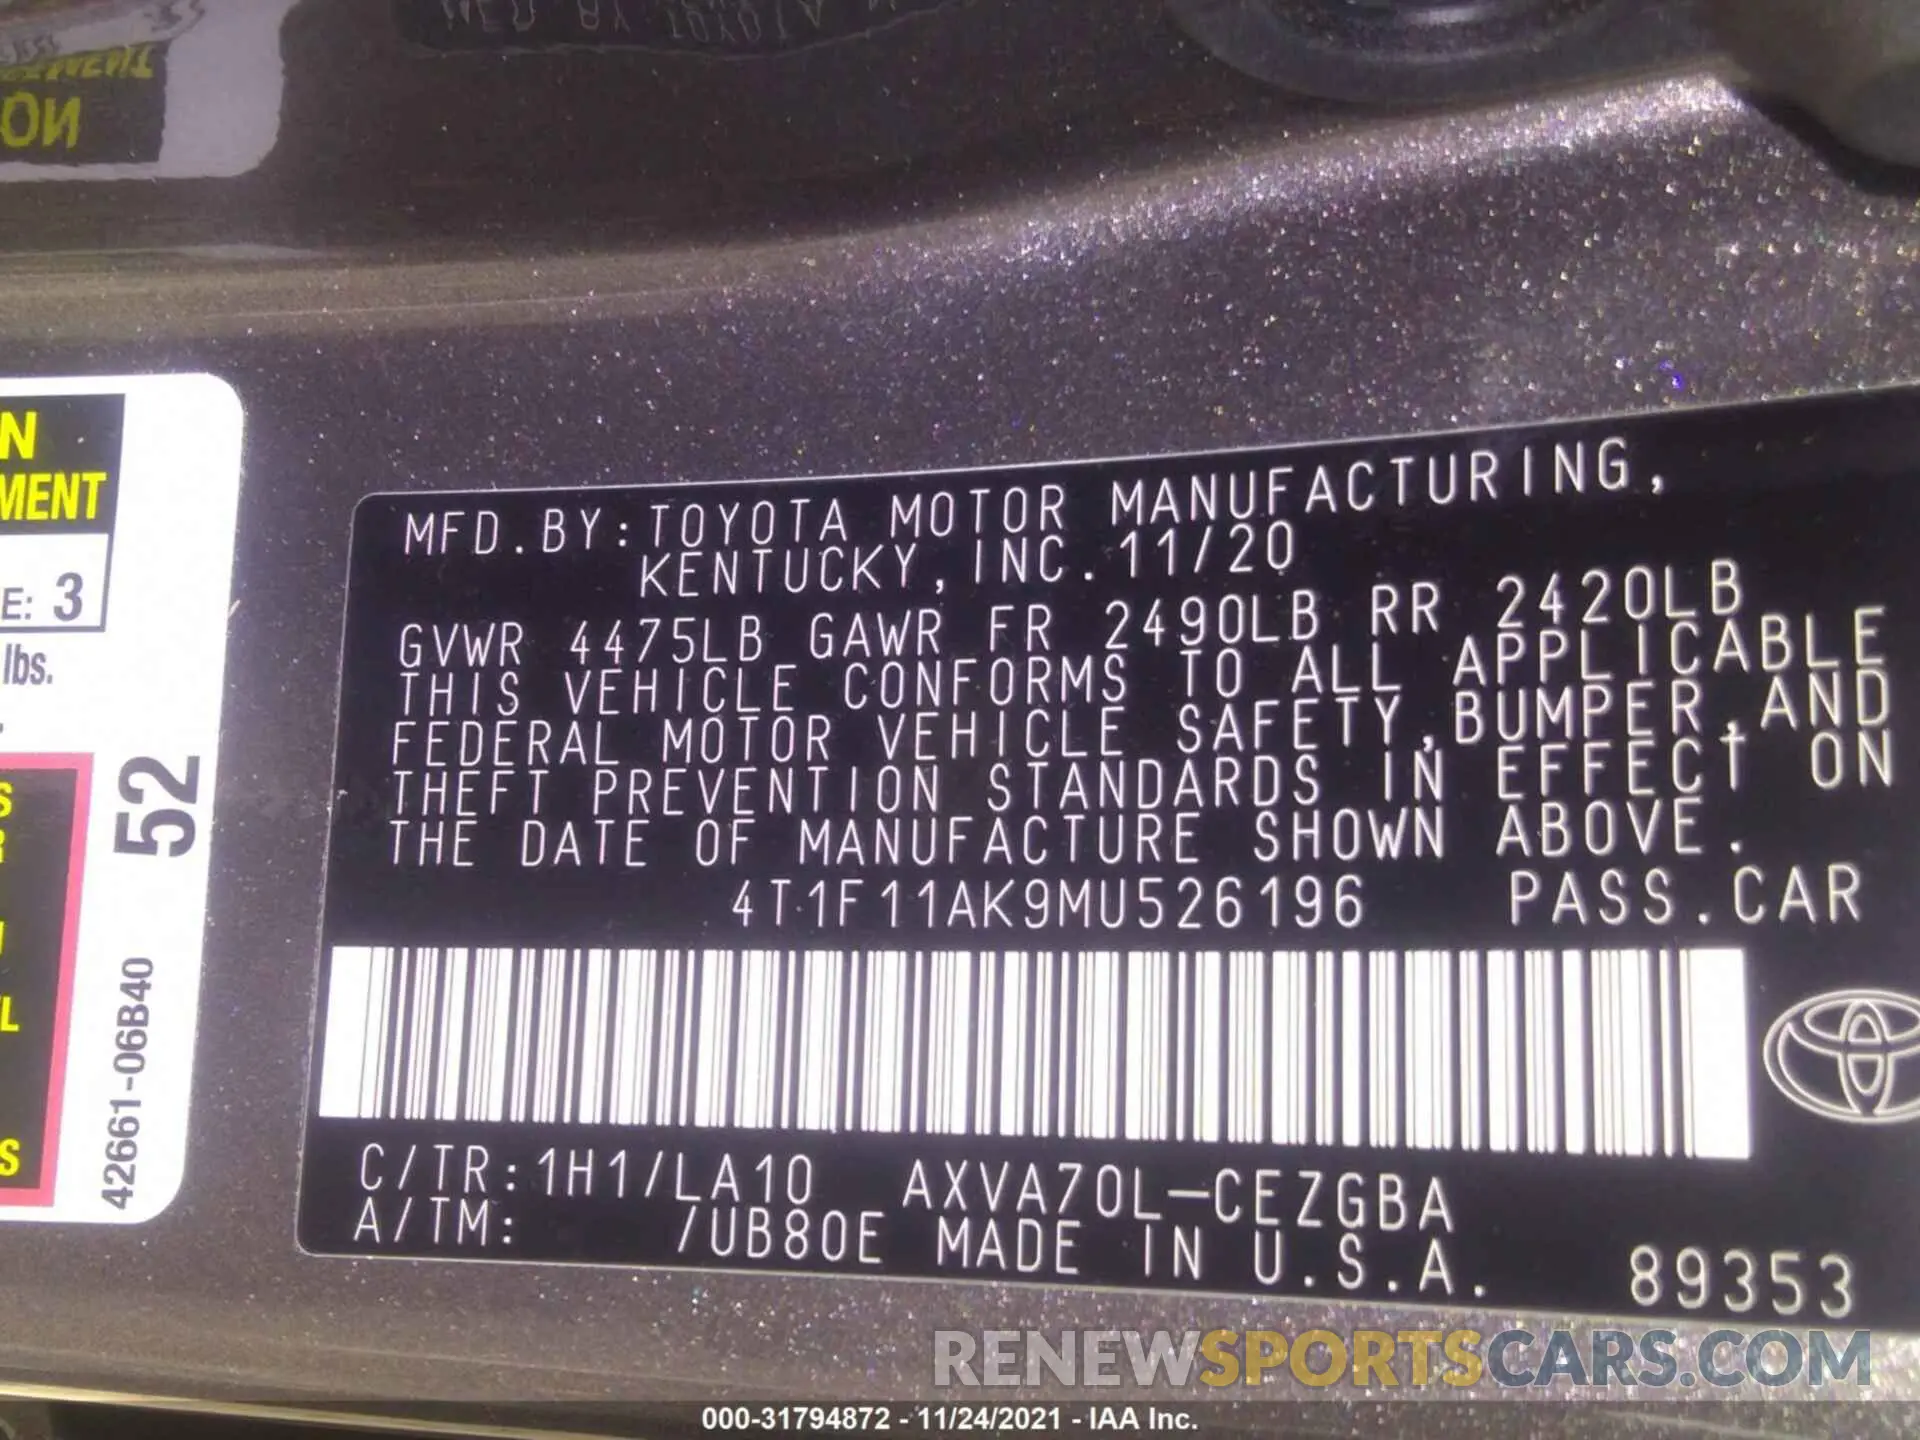 MFD.BY:TOYOTA MOTOR MANUFACTURING,
KENTUCKY, INC. 11/20
GVWR 4475LB GAWR FR 2490LB RR 2420LB
THIS VEHICLE CONFORMS TO ALL APPLICABLE
FEDERAL MOTOR VEHICLE SAFETY,BUMPER,AND
THEFT PREVENTION STANDARDS IN EFFECT ON
THE DATE OF MANUFACTURE SHOWN ABOVE.
4T1F11AK9MU526196 PASS.CAR
C/TR:1H1/LA10 AXVA70L-CEZGBA
A/TM: /UB80E MADE IN U.S.A.
89353
N
MENT
E: 3
lbs.
52
42661-06B40
RENEWSPORTSCARS.COM
000-31794872 - 11/24/2021 - IAA Inc.